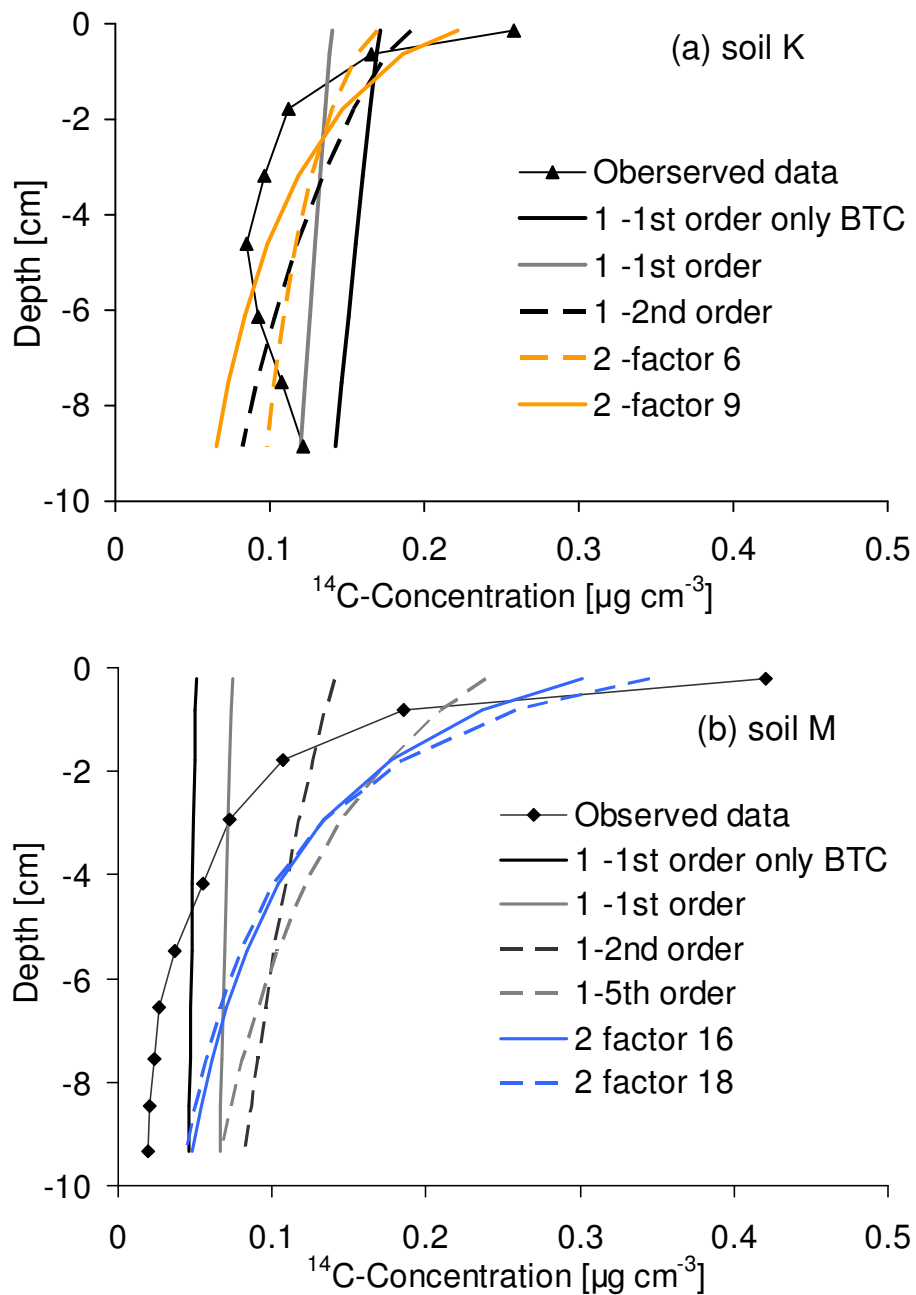 0
(a) soil K
-2
-4
-6
-8
-10
Depth [cm]
Oberserved data
1 -1st order only BTC
1 -1st order
1 -2nd order
2 -factor 6
2 -factor 9
0 0.1 0.2 0.3 0.4 0.5
¹⁴C-Concentration [µg cm⁻³]
0
(b) soil M
-2
-4
-6
-8
-10
Depth [cm]
Observed data
1 -1st order only BTC
1 -1st order
1-2nd order
1-5th order
2 factor 16
2 factor 18
0 0.1 0.2 0.3 0.4 0.5
¹⁴C-Concentration [µg cm⁻³]